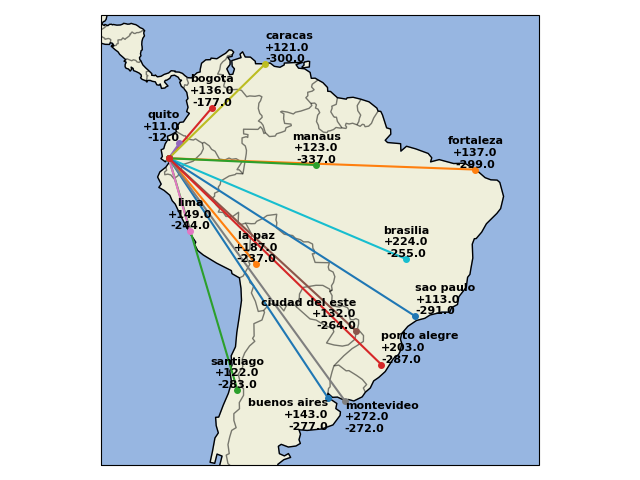 caracas
+121.0
-300.0
bogota
+136.0
-177.0
quito
+11.0
-12.0
manaus
+123.0
-337.0
fortaleza
+137.0
-299.0
lima
+149.0
-244.0
la paz
+187.0
-237.0
brasilia
+224.0
-255.0
sao paulo
+113.0
-291.0
ciudad del este
+132.0
-264.0
porto alegre
+203.0
-287.0
santiago
+122.0
-283.0
buenos aires
+143.0
-277.0
montevideo
+272.0
-272.0